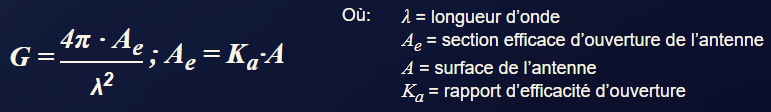 G = 4π · Ae / λ² ; Ae = Ka·A
Où:
λ = longueur d'onde
Ae = section efficace d'ouverture de l'antenne
A = surface de l'antenne
Ka = rapport d'efficacité d'ouverture